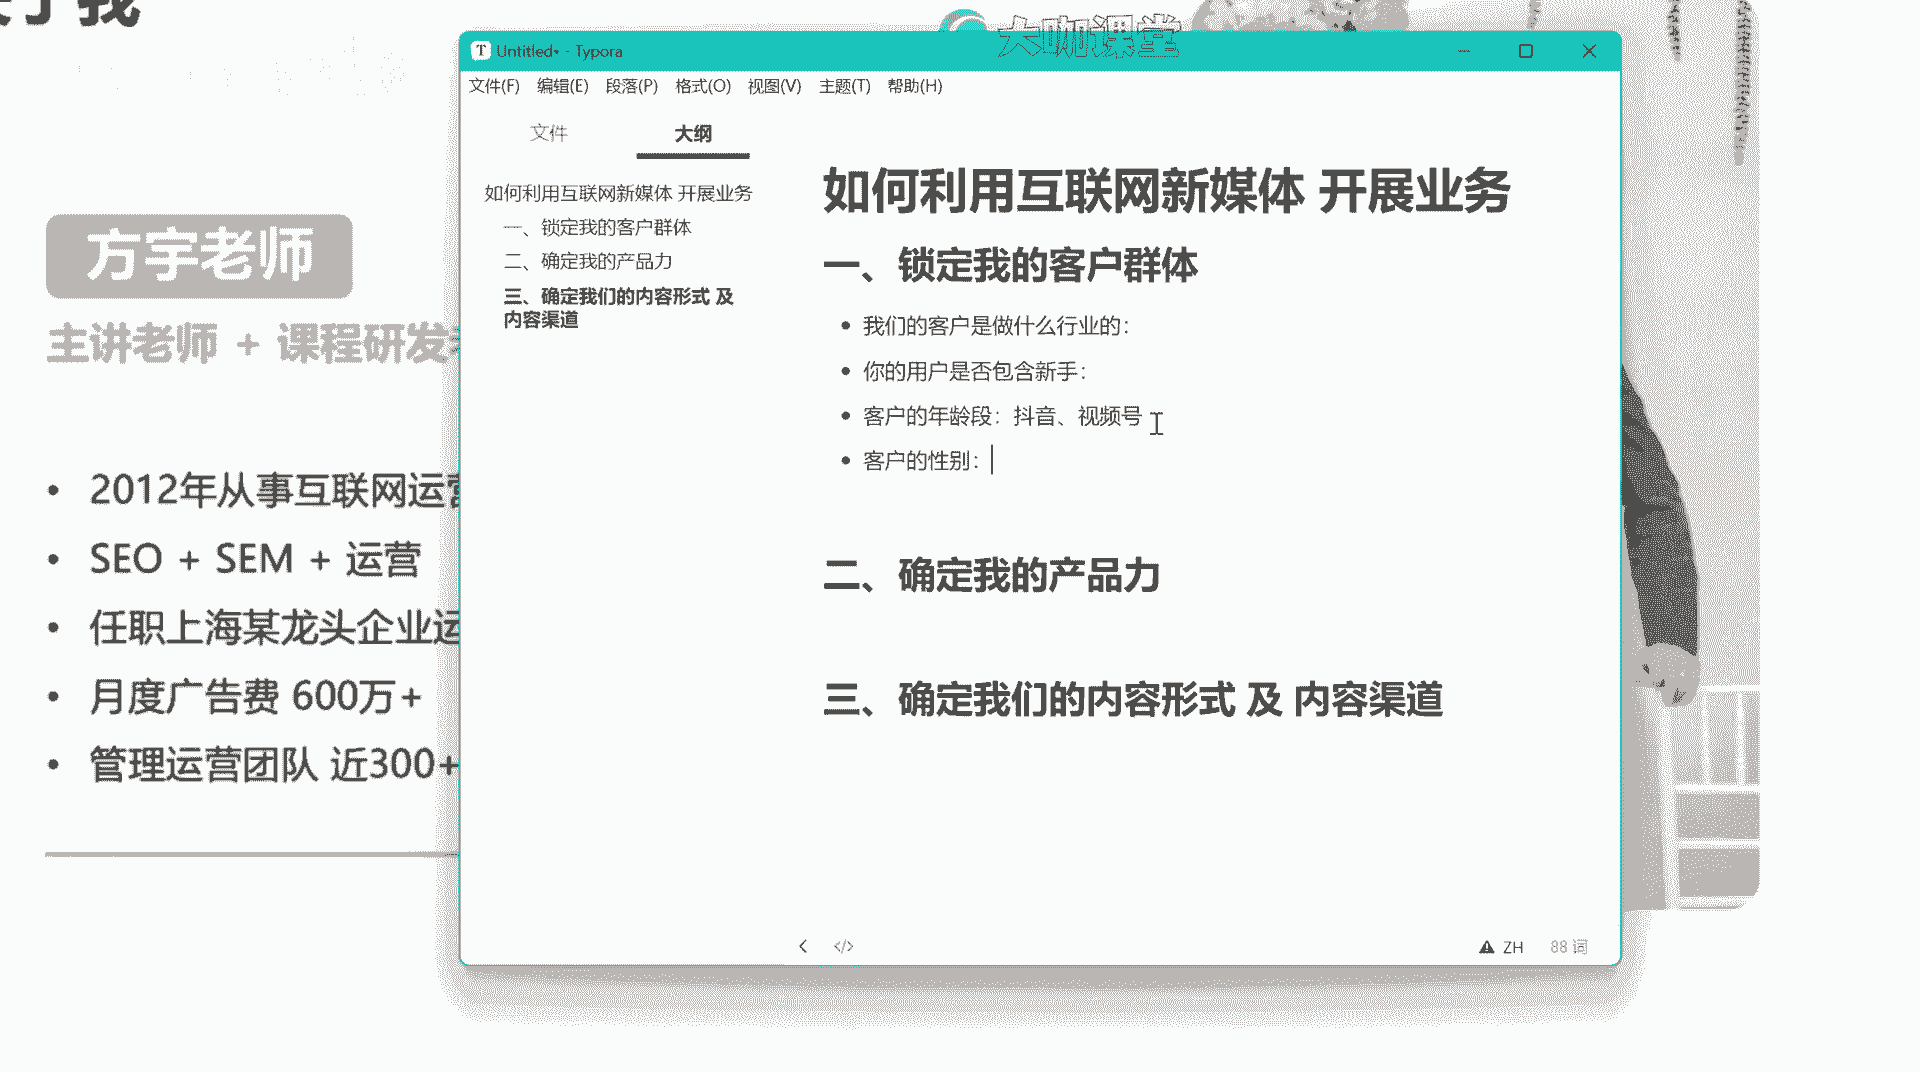 大咖课堂
Untitled• - Typora
文件(F) 编辑(E) 段落(P) 格式(O) 视图(V) 主题(T) 帮助(H)
文件 大纲
如何利用互联网新媒体 开展业务
一、锁定我的客户群体
二、确定我的产品力
三、确定我们的内容形式 及
内容渠道
如何利用互联网新媒体 开展业务
一、锁定我的客户群体
我们的客户是做什么行业的：
你的用户是否包含新手：
客户的年龄段：抖音、视频号
客户的性别：
二、确定我的产品力
三、确定我们的内容形式 及 内容渠道
ZH 88 词
我
方宇老师
主讲老师 + 课程研发
2012年从事互联网运营
SEO + SEM + 运营
任职上海某龙头企业运
月度广告费 600万+
管理运营团队 近300+